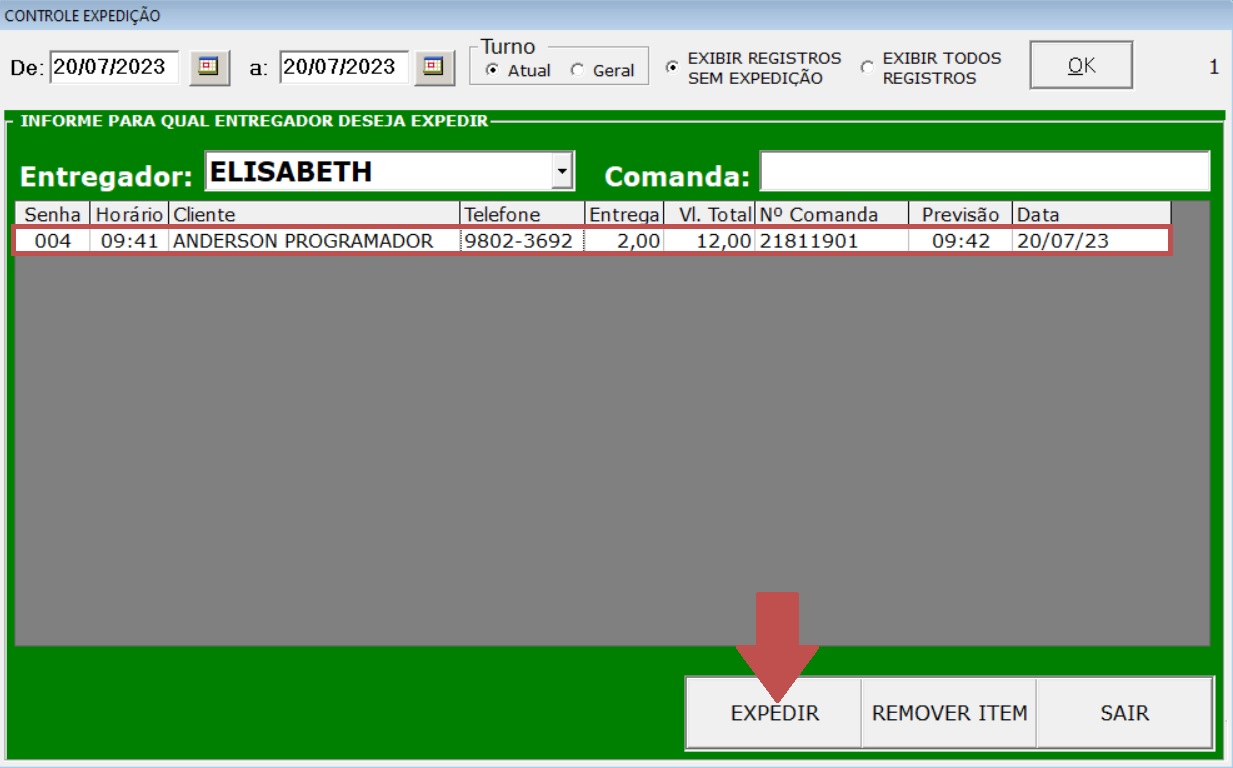 CONTROLE EXPEDIÇÃO
De: 20/07/2023 a: 20/07/2023 Turno Atual Geral EXIBIR REGISTROS SEM EXPEDIÇÃO EXIBIR TODOS REGISTROS OK 1
INFORME PARA QUAL ENTREGADOR DESEJA EXPEDIR
Entregador: ELISABETH Comanda:
Senha Horário Cliente Telefone Entrega Vl. Total Nº Comanda Previsão Data
004 09:41 ANDERSON PROGRAMADOR 9802-3692 2,00 12,00 21811901 09:42 20/07/23
EXPEDIR REMOVER ITEM SAIR